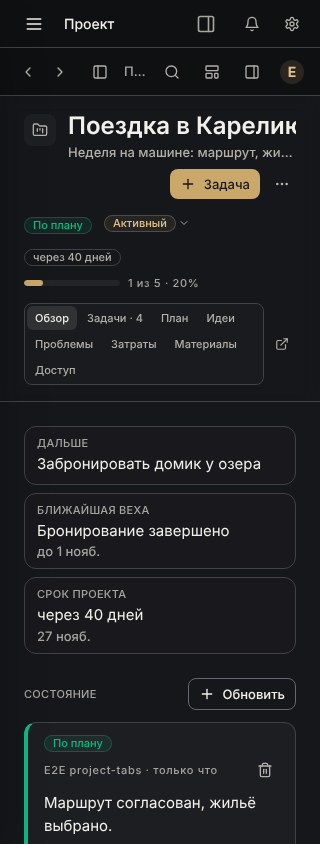 Проект
П...
E
Поездка в Карелик
Неделя на машине: маршрут, жи...
Задача
По плану
Активный
через 40 дней
1 из 5 · 20%
Обзор
Задачи · 4
План
Идеи
Проблемы
Затраты
Материалы
Доступ
ДАЛЬШЕ
Забронировать домик у озера
БЛИЖАЙШАЯ ВЕХА
Бронирование завершено
до 1 нояб.
СРОК ПРОЕКТА
через 40 дней
27 нояб.
СОСТОЯНИЕ
Обновить
По плану
E2E project-tabs · только что
Маршрут согласован, жильё
выбрано.